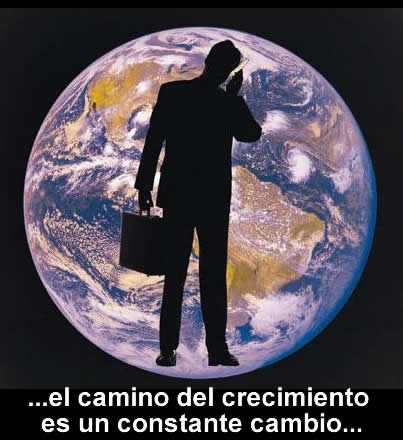 ...el camino del crecimiento
es un constante cambio...